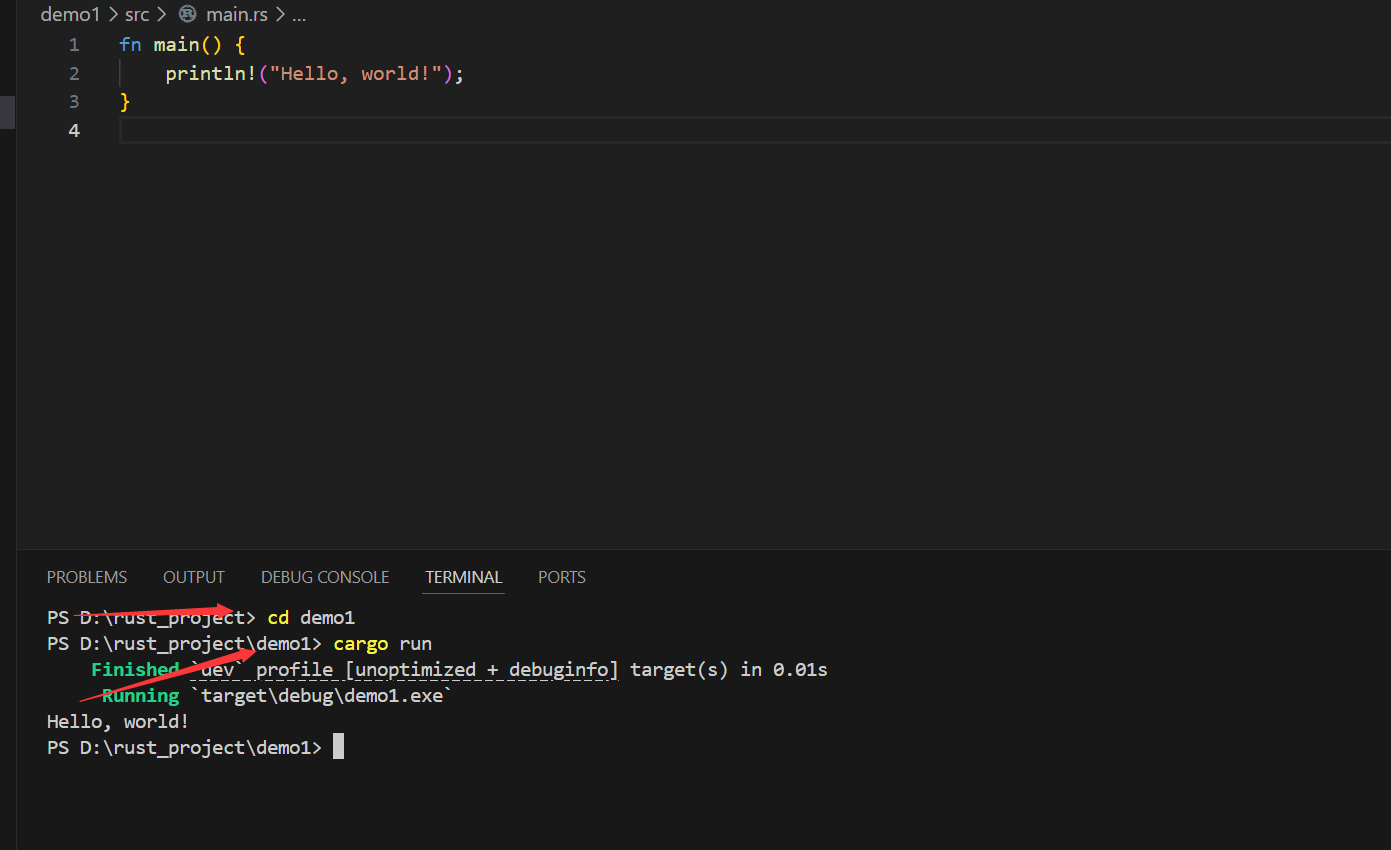 demo1 > src > main.rs > ...
1 fn main() {
2     println!("Hello, world!");
3 }
4
PROBLEMS OUTPUT DEBUG CONSOLE TERMINAL PORTS
PS D:\rust_project> cd demo1
PS D:\rust_project\demo1> cargo run
    Finished `dev` profile [unoptimized + debuginfo] target(s) in 0.01s
     Running `target\debug\demo1.exe`
Hello, world!
PS D:\rust_project\demo1>